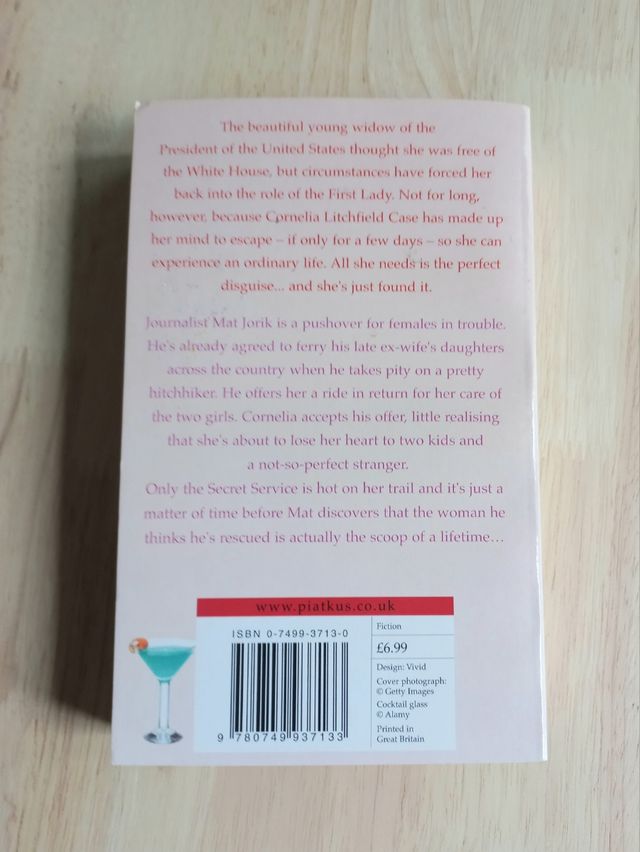 The beautiful young widow of the
President of the United States thought she was free of
the White House, but circumstances have forced her
back into the role of the First Lady. Not for long,
however, because Cornelia Litchfield Case has made up
her mind to escape – if only for a few days – so she can
experience an ordinary life. All she needs is the perfect
disguise... and she's just found it.
Journalist Mat Jorik is a pushover for females in trouble.
He's already agreed to ferry his late ex-wife's daughters
across the country when he takes pity on a pretty
hitchhiker. He offers her a ride in return for her care of
the two girls. Cornelia accepts his offer, little realising
that she's about to lose her heart to two kids and
a not-so-perfect stranger.
Only the Secret Service is hot on her trail and it's just a
matter of time before Mat discovers that the woman he
thinks he's rescued is actually the scoop of a lifetime...
www.piatkus.co.uk
ISBN 0-7499-3713-0
9 780749 937133
Fiction
£6.99
Design: Vivid
Cover photograph:
© Getty Images
Cocktail glass
© Alamy
Printed in
Great Britain